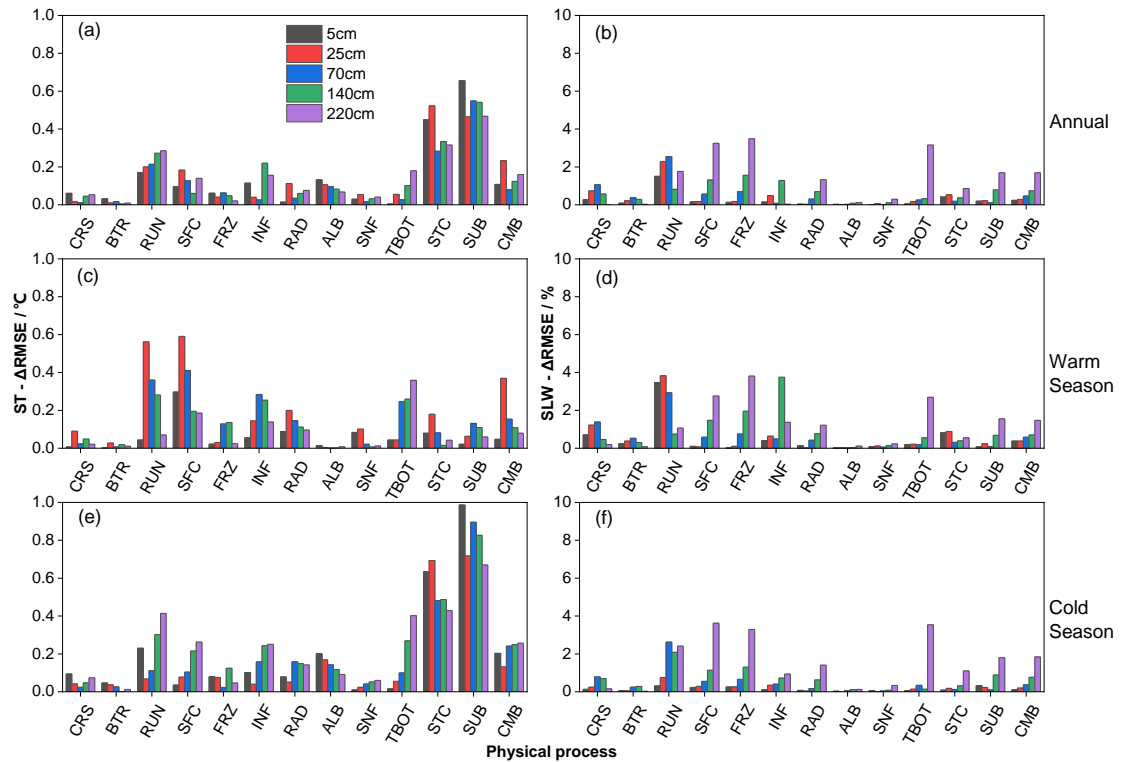 (a)
5cm
25cm
70cm
140cm
220cm
1.0
0.8
0.6
0.4
0.2
0.0
CRS BTR RUN SFC FRZ INF RAD ALB SNF TBOT STC SUB CMB
(b)
10
8
6
4
2
0
CRS BTR RUN SFC FRZ INF RAD ALB SNF TBOT STC SUB CMB
Annual
(c)
1.0
0.8
0.6
0.4
0.2
0.0
ST - ΔRMSE / ℃
CRS BTR RUN SFC FRZ INF RAD ALB SNF TBOT STC SUB CMB
(d)
10
8
6
4
2
0
SLW - ΔRMSE / %
CRS BTR RUN SFC FRZ INF RAD ALB SNF TBOT STC SUB CMB
Warm
Season
(e)
1.0
0.8
0.6
0.4
0.2
0.0
CRS BTR RUN SFC FRZ INF RAD ALB SNF TBOT STC SUB CMB
(f)
10
8
6
4
2
0
CRS BTR RUN SFC FRZ INF RAD ALB SNF TBOT STC SUB CMB
Cold
Season
Physical process